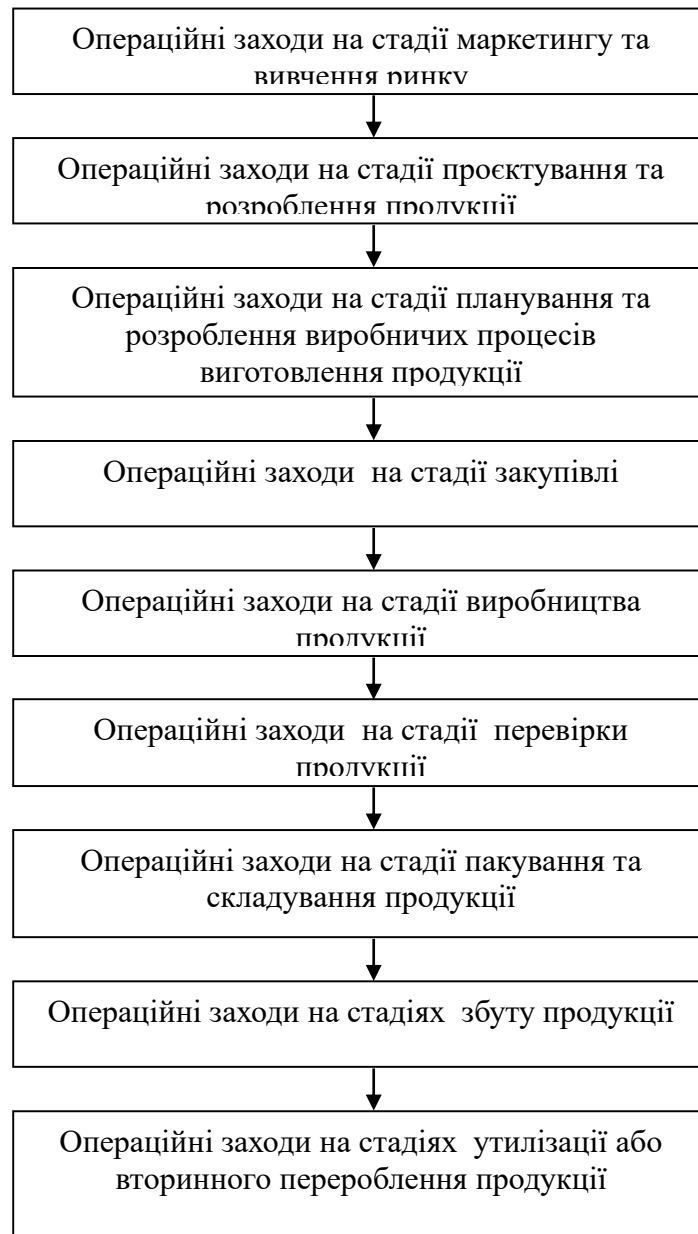 Операційні заходи на стадії маркетингу та
вивчення ринку
Операційні заходи на стадії проєктування та
розроблення продукції
Операційні заходи на стадії планування та
розроблення виробничих процесів
виготовлення продукції
Операційні заходи на стадії закупівлі
Операційні заходи на стадії виробництва
продукції
Операційні заходи на стадії перевірки
продукції
Операційні заходи на стадії пакування та
складування продукції
Операційні заходи на стадіях збуту продукції
Операційні заходи на стадіях утилізації або
вторинного перероблення продукції